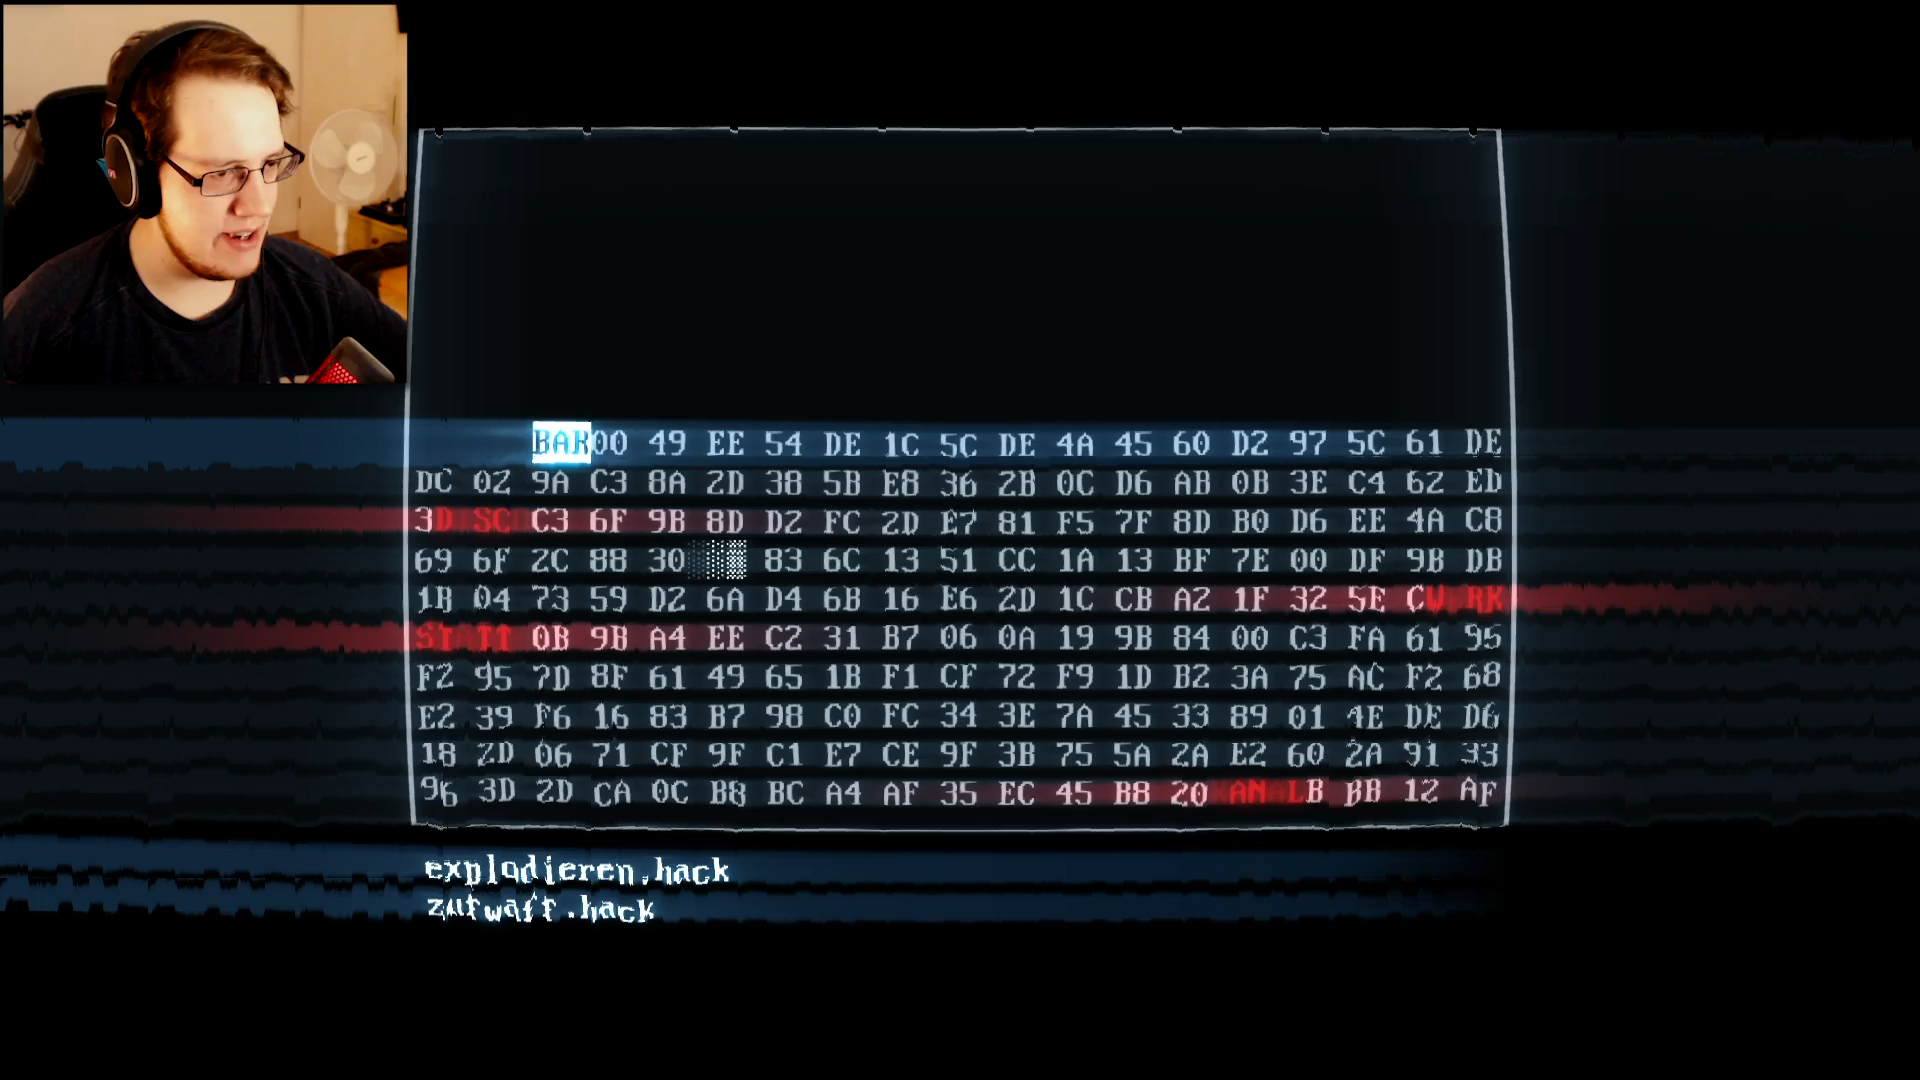 BAR00 49 EE 54 DE 1C 5C DE 4A 45 60 D2 97 5C 61 DE
DC 02 9A C3 8A 2D 38 5B E8 36 2B 0C D6 AB 0B 3E C4 62 ED
3D SC C3 6F 9B 8D D2 FC 2D E7 81 F5 7F 8D B0 D6 EE 4A C8
69 6F 2C 88 30 83 6C 13 51 CC 1A 13 BF 7E 00 DF 9B DB
1B 04 73 59 D2 6A D4 6B 16 E6 2D 1C CB A2 1F 32 5E CW RK
STATT 0B 9B A4 EE C2 31 B7 06 0A 19 9B 84 00 C3 FA 61 95
F2 95 7D 8F 61 49 65 1B F1 CF 72 F9 1D B2 3A 75 AC F2 68
E2 39 F6 16 83 B7 98 C0 FC 34 3E 7A 45 33 89 01 4E DE D6
18 2D 06 71 CF 9F C1 E7 CE 9F 3B 75 5A 2A E2 60 2A 91 33
96 3D 2D CA 0C B8 BC A4 AF 35 EC 45 B8 20 KANALB BB 12 AF
explodieren.hack
zufwaff.hack